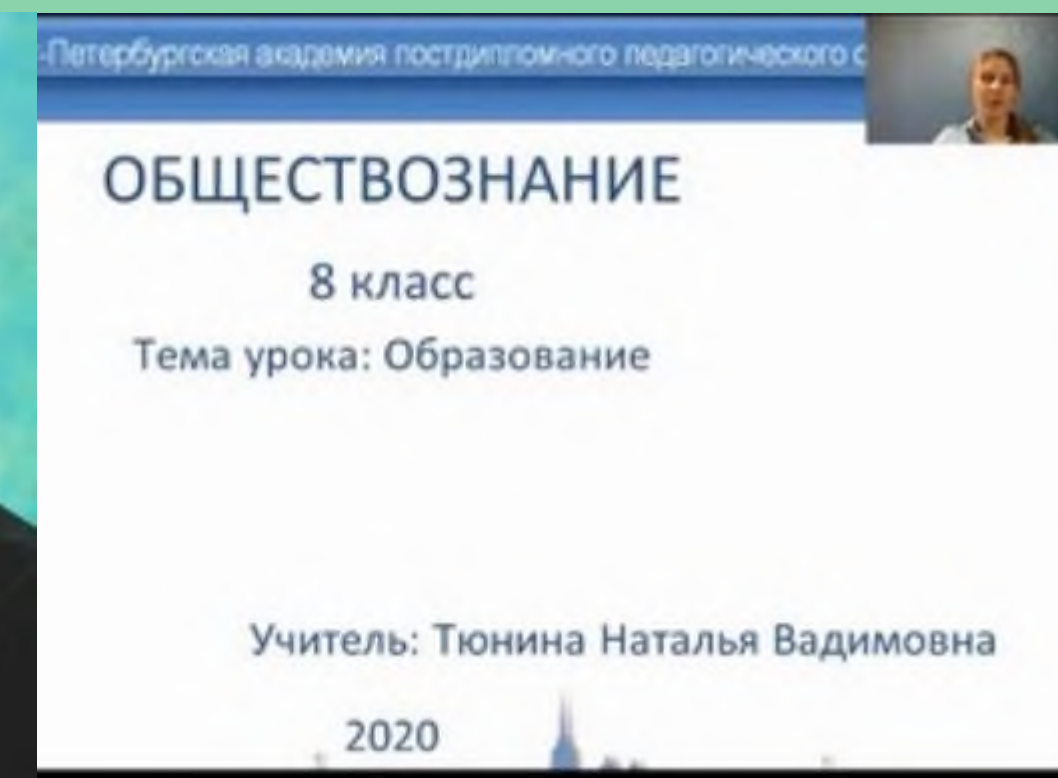 -Петербургская академия постдипломного педагогического о
ОБЩЕСТВОЗНАНИЕ
8 класс
Тема урока: Образование
Учитель: Тюнина Наталья Вадимовна
2020